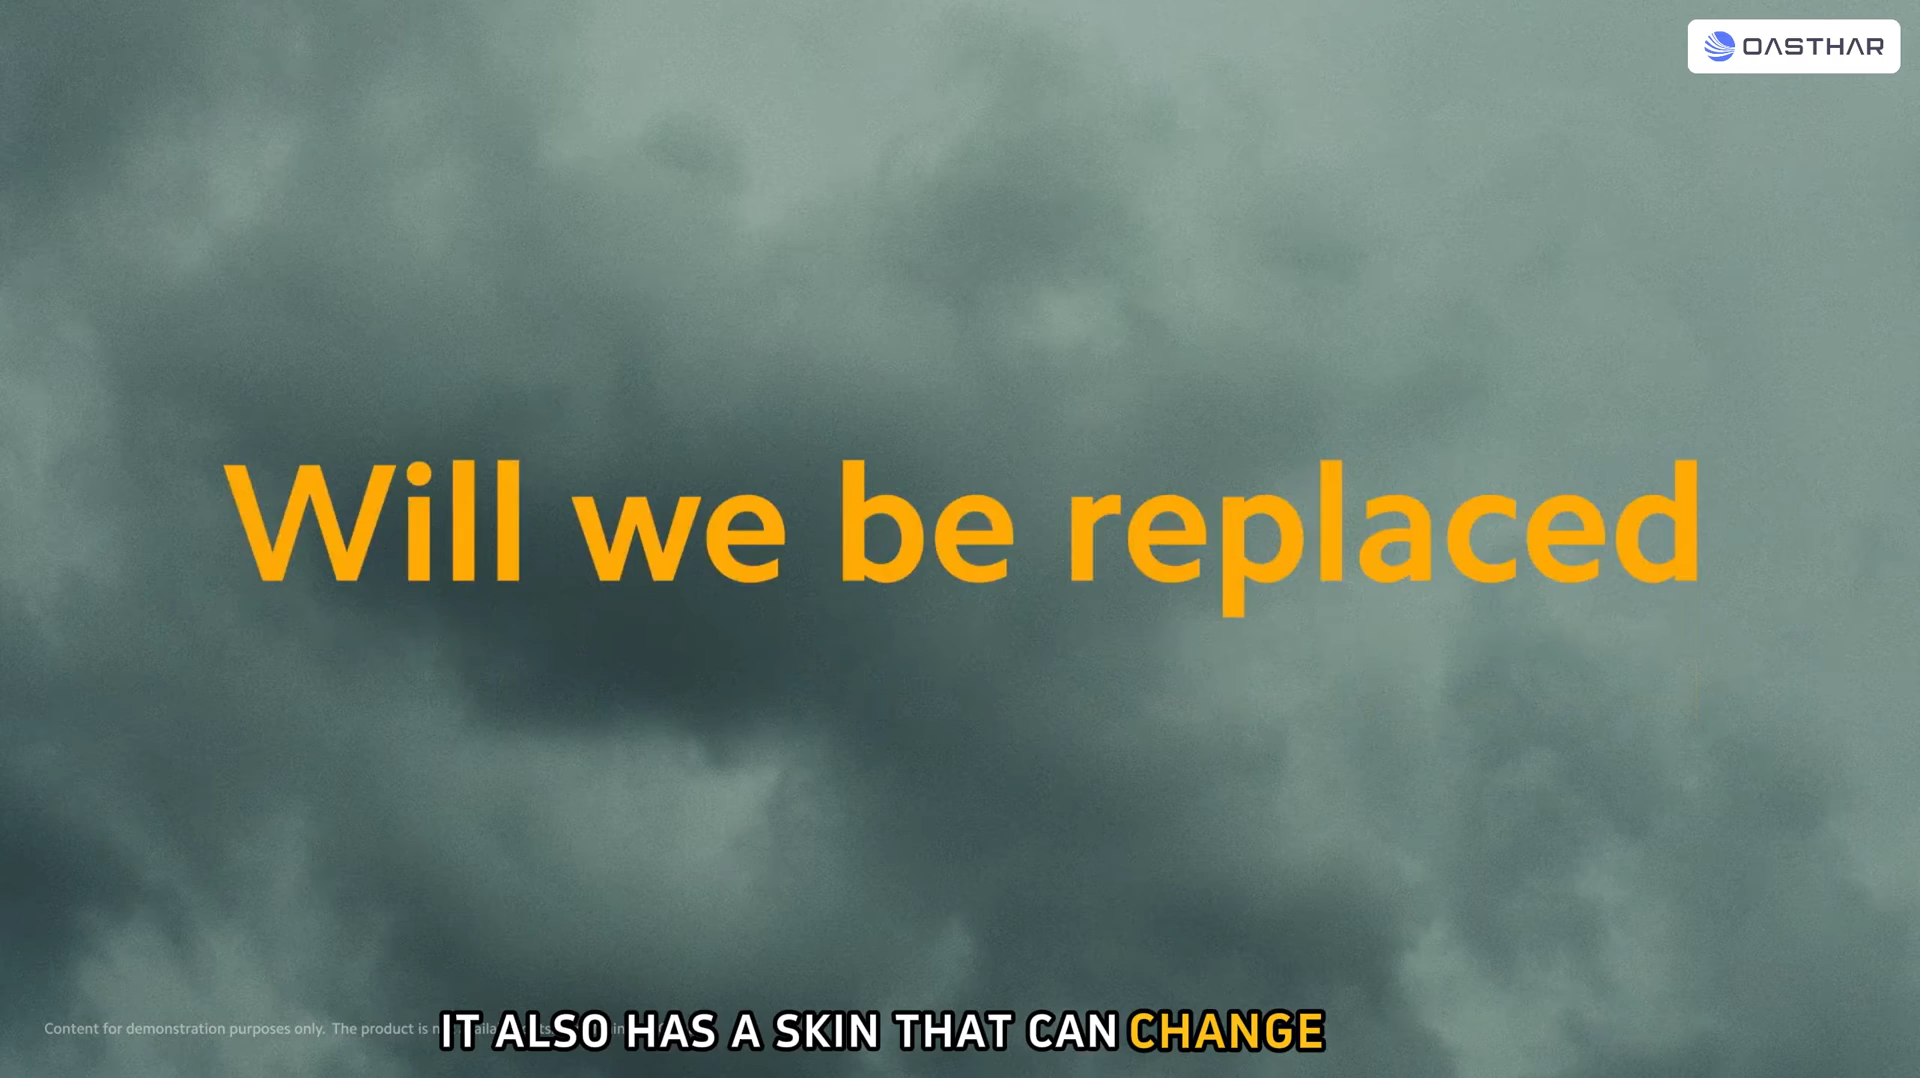 OASTHAR
Will we be replaced
Content for demonstration purposes only. The product is
IT ALSO HAS A SKIN THAT CAN CHANGE